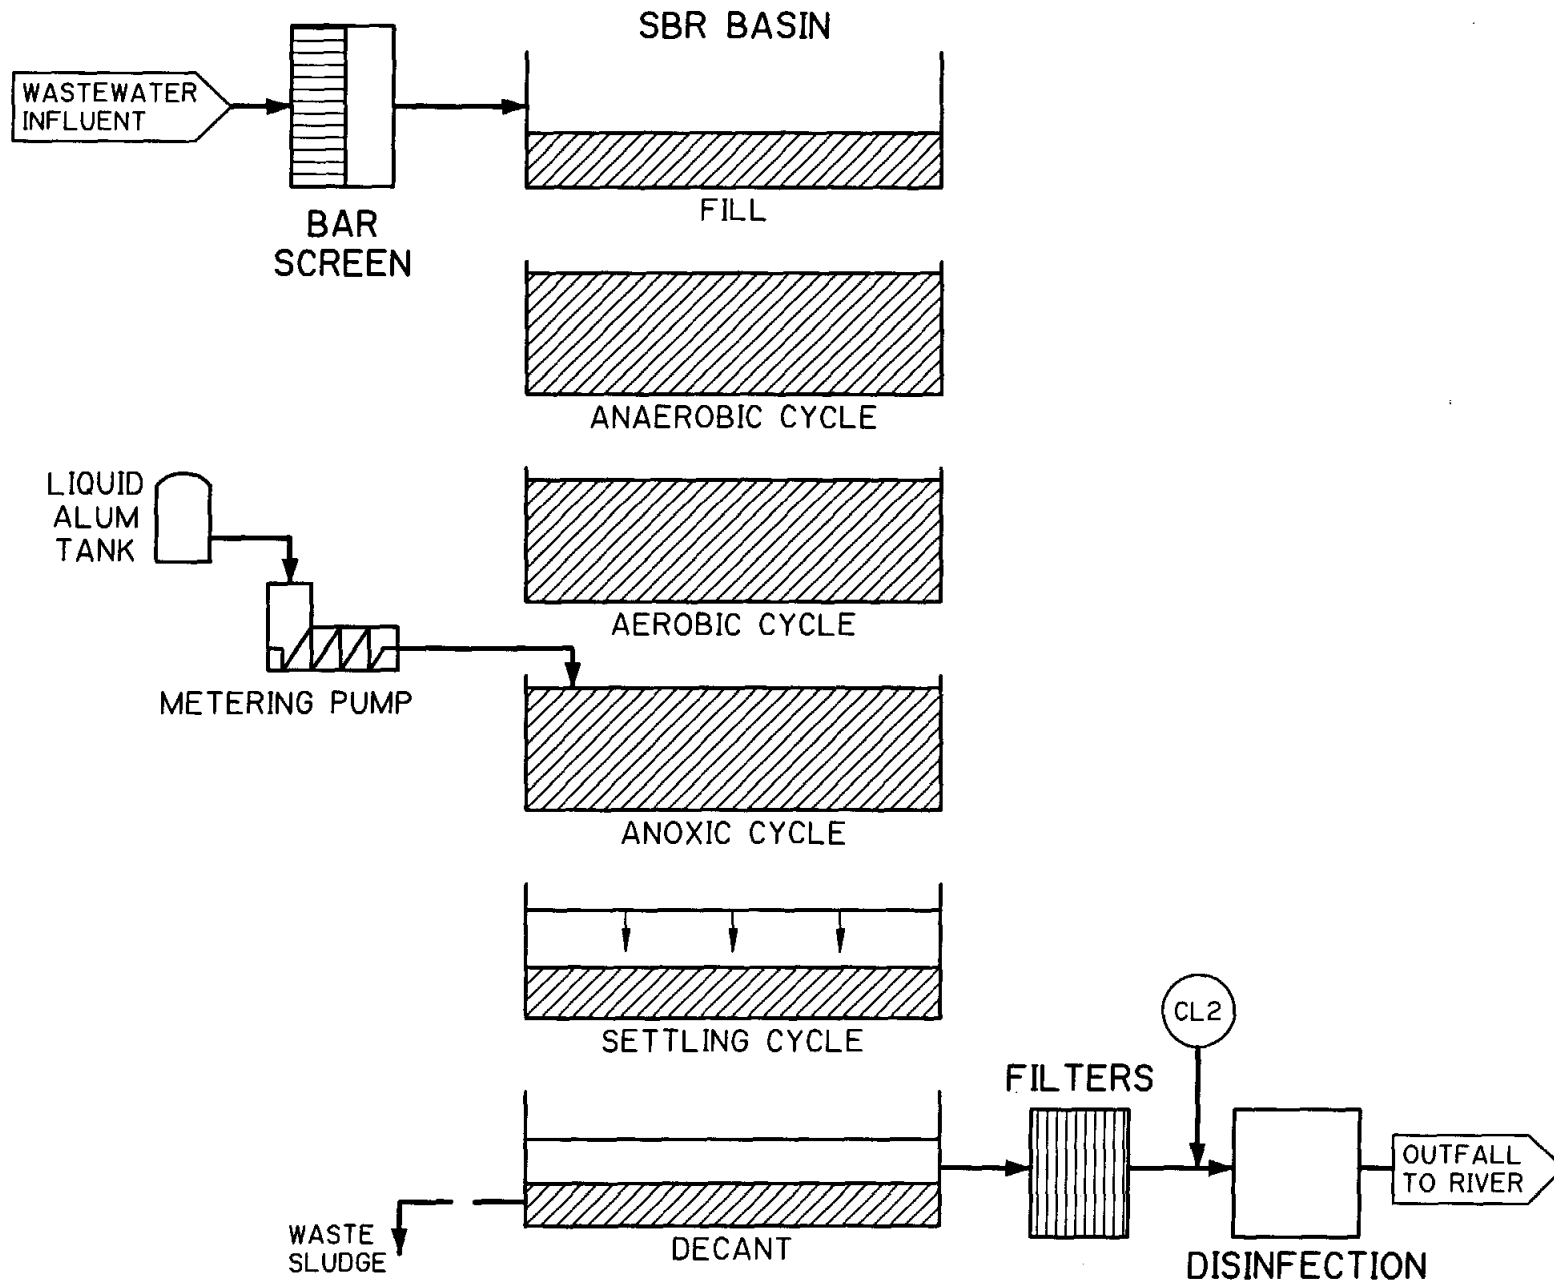 SBR BASIN
WASTEWATER
INFLUENT
BAR
SCREEN
FILL
ANAEROBIC CYCLE
LIQUID
ALUM
TANK
AEROBIC CYCLE
METERING PUMP
ANOXIC CYCLE
SETTLING CYCLE
CL2
FILTERS
OUTFALL
TO RIVER
WASTE
SLUDGE
DECANT
DISINFECTION